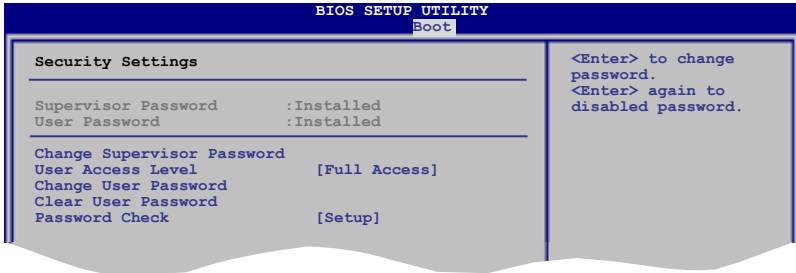 BIOS SETUP UTILITY
Boot
Security Settings
Supervisor Password :Installed
User Password :Installed
Change Supervisor Password
User Access Level [Full Access]
Change User Password
Clear User Password
Password Check [Setup]
<Enter> to change
password.
<Enter> again to
disabled password.